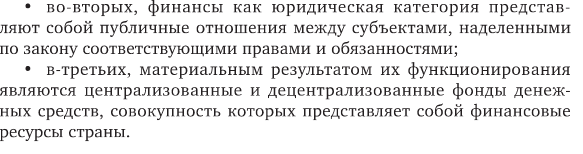 • во-вторых, финансы как юридическая категория представ-
ляют собой публичные отношения между субъектами, наделенными
по закону соответствующими правами и обязанностями;
• в-третьих, материальным результатом их функционирования
являются централизованные и децентрализованные фонды денеж-
ных средств, совокупность которых представляет собой финансовые
ресурсы страны.